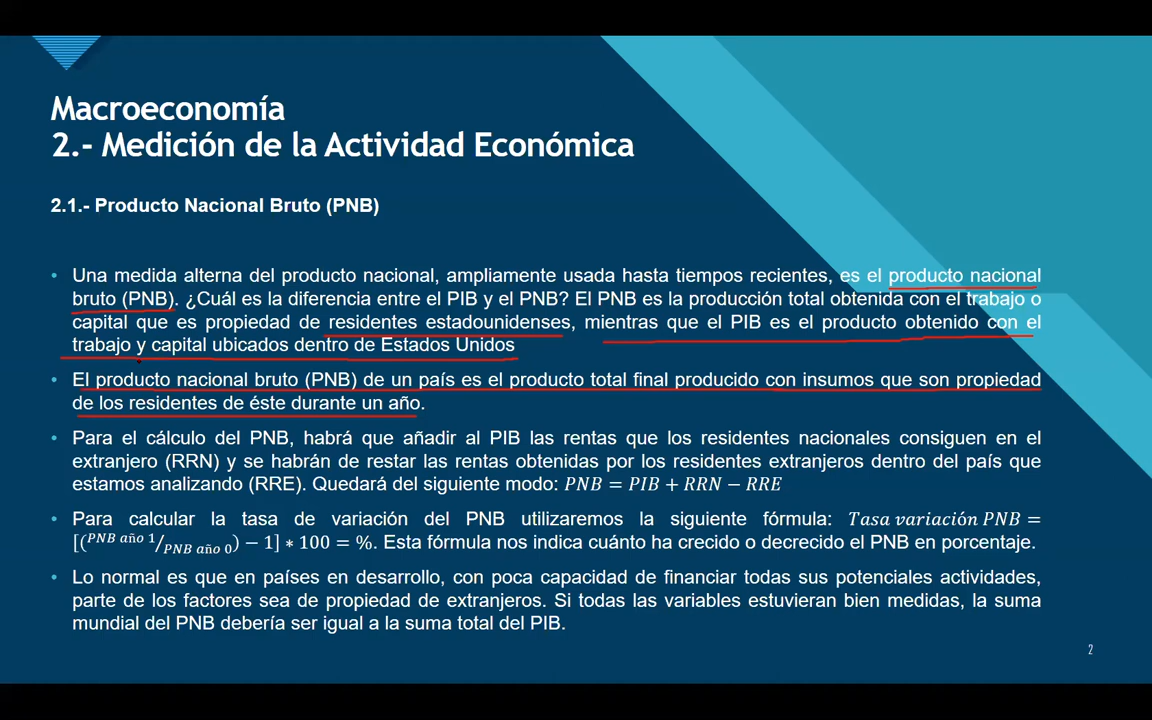 Macroeconomía
2.- Medición de la Actividad Económica
2.1.- Producto Nacional Bruto (PNB)
• Una medida alterna del producto nacional, ampliamente usada hasta tiempos recientes, es el producto nacional
bruto (PNB). ¿Cuál es la diferencia entre el PIB y el PNB? El PNB es la producción total obtenida con el trabajo o
capital que es propiedad de residentes estadounidenses, mientras que el PIB es el producto obtenido con el
trabajo y capital ubicados dentro de Estados Unidos
• El producto nacional bruto (PNB) de un país es el producto total final producido con insumos que son propiedad
de los residentes de éste durante un año.
• Para el cálculo del PNB, habrá que añadir al PIB las rentas que los residentes nacionales consiguen en el
extranjero (RRN) y se habrán de restar las rentas obtenidas por los residentes extranjeros dentro del país que
estamos analizando (RRE). Quedará del siguiente modo: PNB = PIB + RRN − RRE
• Para calcular la tasa de variación del PNB utilizaremos la siguiente fórmula: Tasa variación PNB =
[(PNB año 1/PNB año 0) − 1] ∗ 100 = %. Esta fórmula nos indica cuánto ha crecido o decrecido el PNB en porcentaje.
• Lo normal es que en países en desarrollo, con poca capacidad de financiar todas sus potenciales actividades,
parte de los factores sea de propiedad de extranjeros. Si todas las variables estuvieran bien medidas, la suma
mundial del PNB debería ser igual a la suma total del PIB.
2